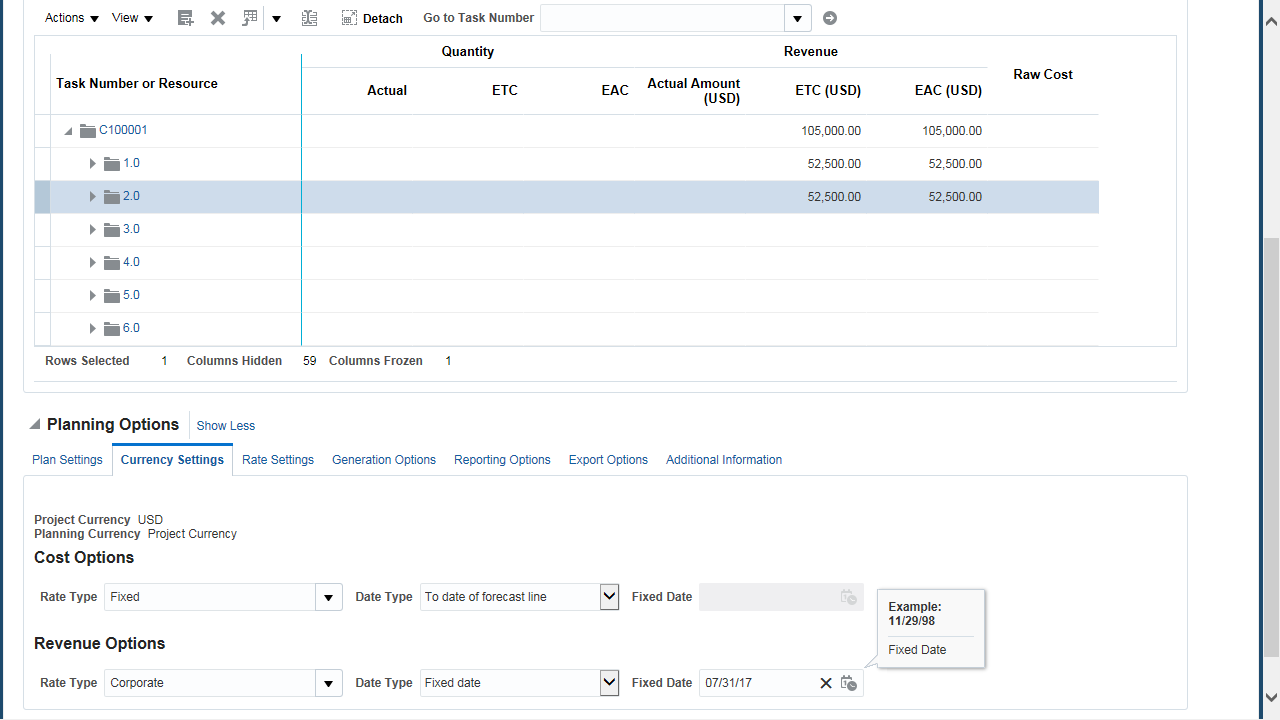 Actions View Detach Go to Task Number
Quantity Revenue
Task Number or Resource Actual ETC EAC Actual Amount (USD) ETC (USD) EAC (USD) Raw Cost
C100001 105,000.00 105,000.00
1.0 52,500.00 52,500.00
2.0 52,500.00 52,500.00
3.0
4.0
5.0
6.0
Rows Selected 1 Columns Hidden 59 Columns Frozen 1
Planning Options Show Less
Plan Settings Currency Settings Rate Settings Generation Options Reporting Options Export Options Additional Information
Project Currency USD
Planning Currency Project Currency
Cost Options
Rate Type Fixed Date Type To date of forecast line Fixed Date
Example:
11/29/98
Fixed Date
Revenue Options
Rate Type Corporate Date Type Fixed date Fixed Date 07/31/17